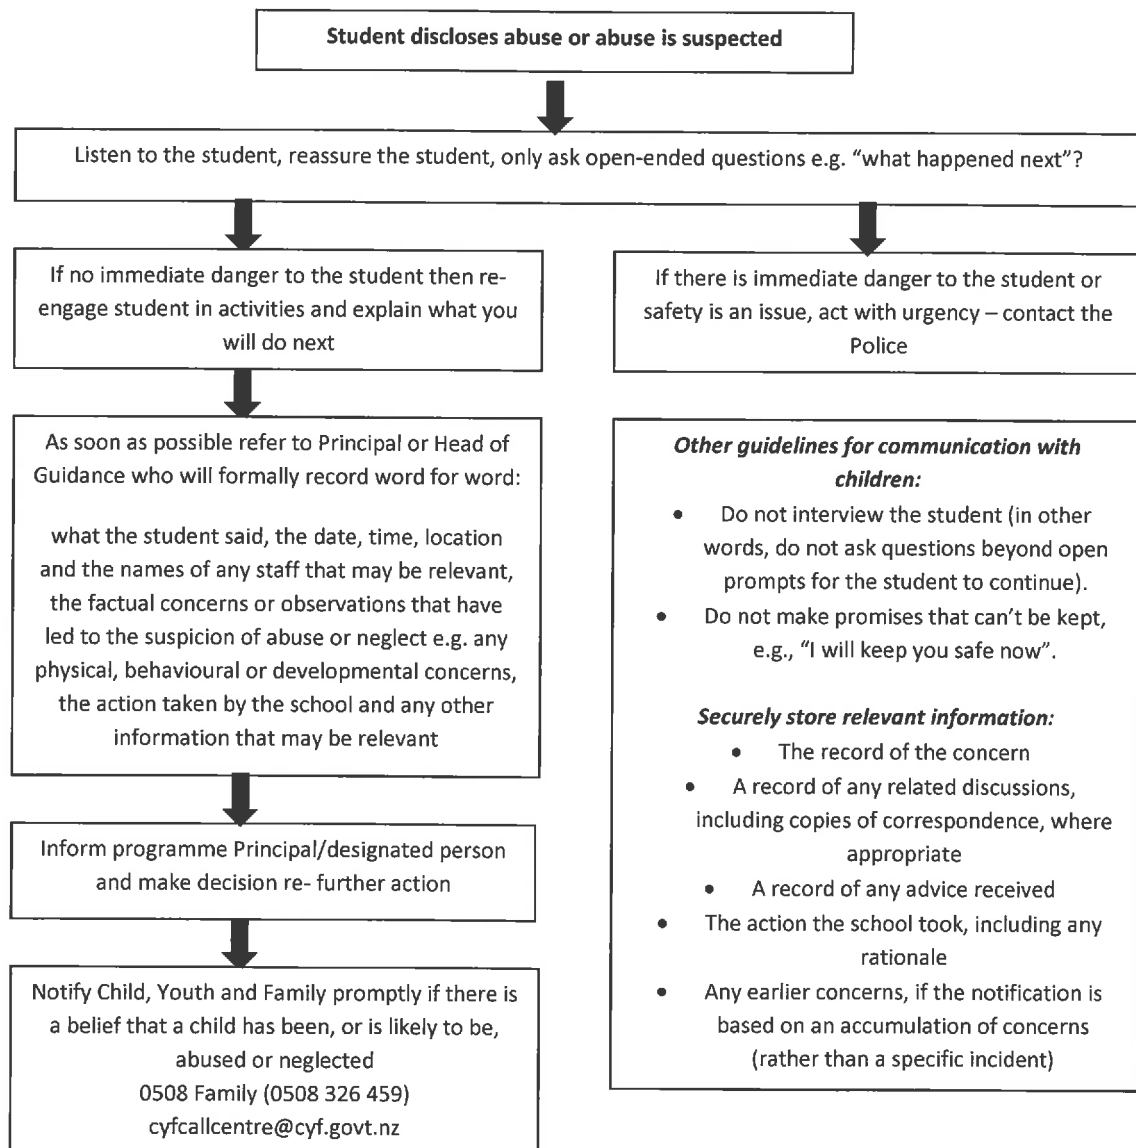 Student discloses abuse or abuse is suspected
Listen to the student, reassure the student, only ask open-ended questions e.g. “what happened next”?
If no immediate danger to the student then re-
engage student in activities and explain what you
will do next
If there is immediate danger to the student or
safety is an issue, act with urgency – contact the
Police
As soon as possible refer to Principal or Head of
Guidance who will formally record word for word:
what the student said, the date, time, location
and the names of any staff that may be relevant,
the factual concerns or observations that have
led to the suspicion of abuse or neglect e.g. any
physical, behavioural or developmental concerns,
the action taken by the school and any other
information that may be relevant
Inform programme Principal/designated person
and make decision re- further action
Notify Child, Youth and Family promptly if there is
a belief that a child has been, or is likely to be,
abused or neglected
0508 Family (0508 326 459)
cyfcallcentre@cyf.govt.nz
Other guidelines for communication with
children:
• Do not interview the student (in other
words, do not ask questions beyond open
prompts for the student to continue).
• Do not make promises that can’t be kept,
e.g., “I will keep you safe now”.
Securely store relevant information:
• The record of the concern
• A record of any related discussions,
including copies of correspondence, where
appropriate
• A record of any advice received
• The action the school took, including any
rationale
• Any earlier concerns, if the notification is
based on an accumulation of concerns
(rather than a specific incident)